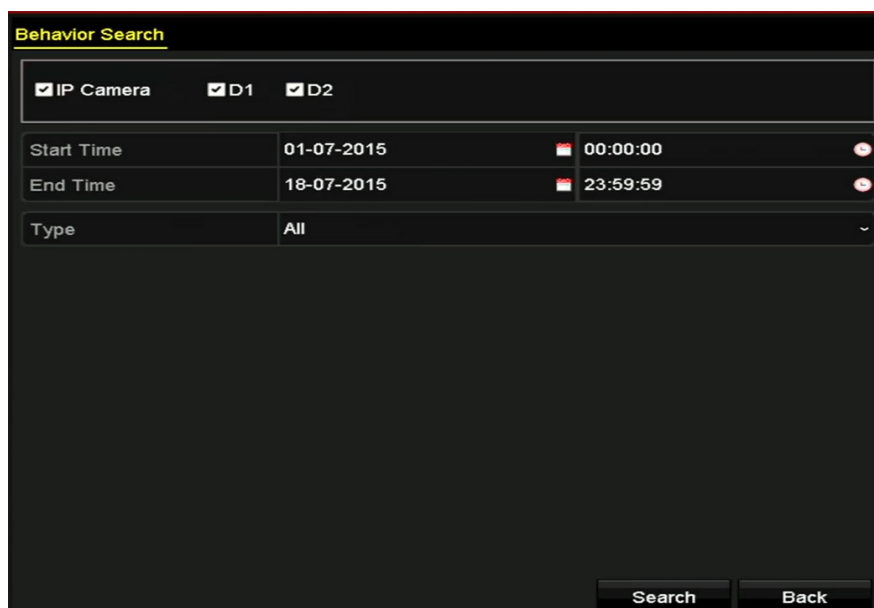 Behavior Search
IP Camera D1 D2
Start Time 01-07-2015 00:00:00
End Time 18-07-2015 23:59:59
Type All
Search Back